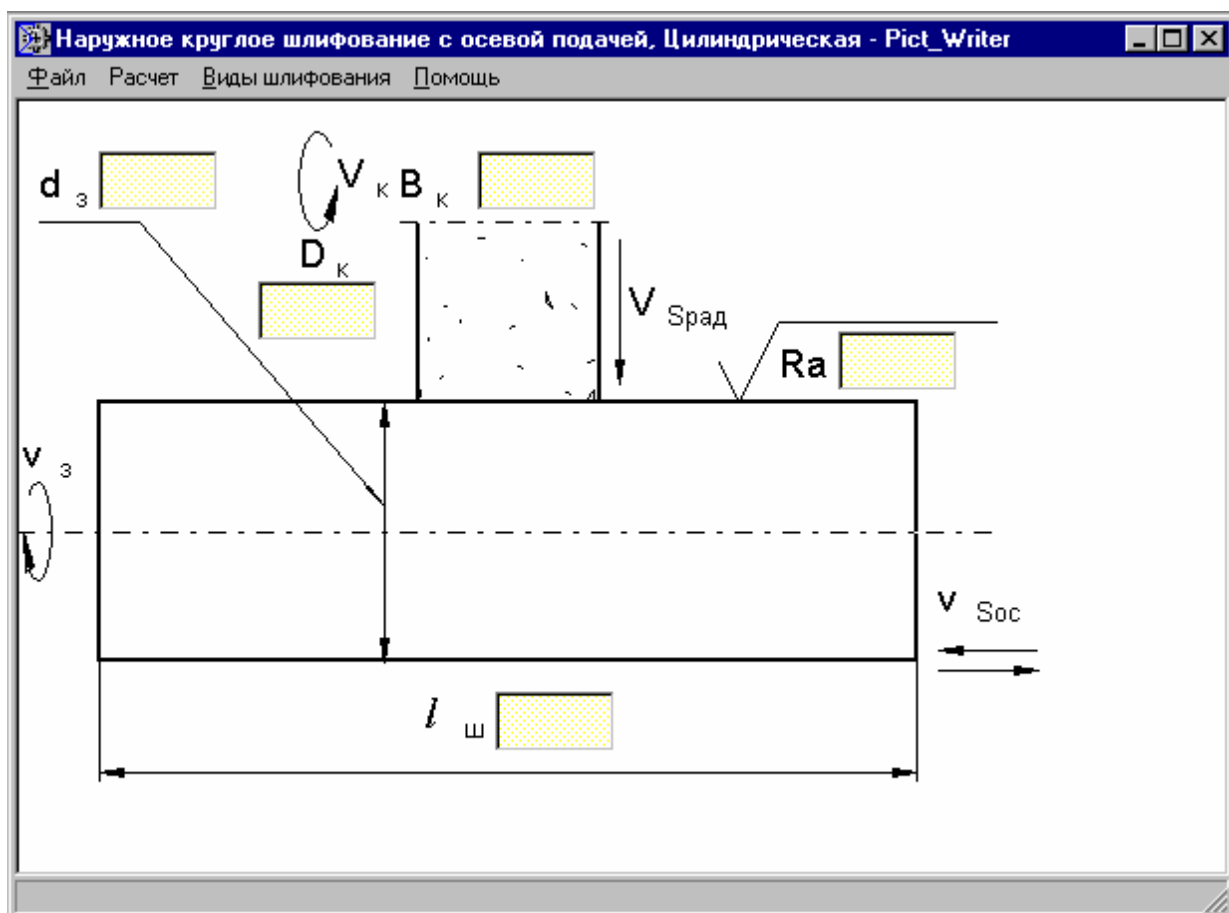 Наружное круглое шлифование с осевой подачей, Цилиндрическая - Pict_Writer
Файл Расчет Виды шлифования Помощь
d з
V к
B к
D к
V Sрад
Ra
v з
v Sос
l ш